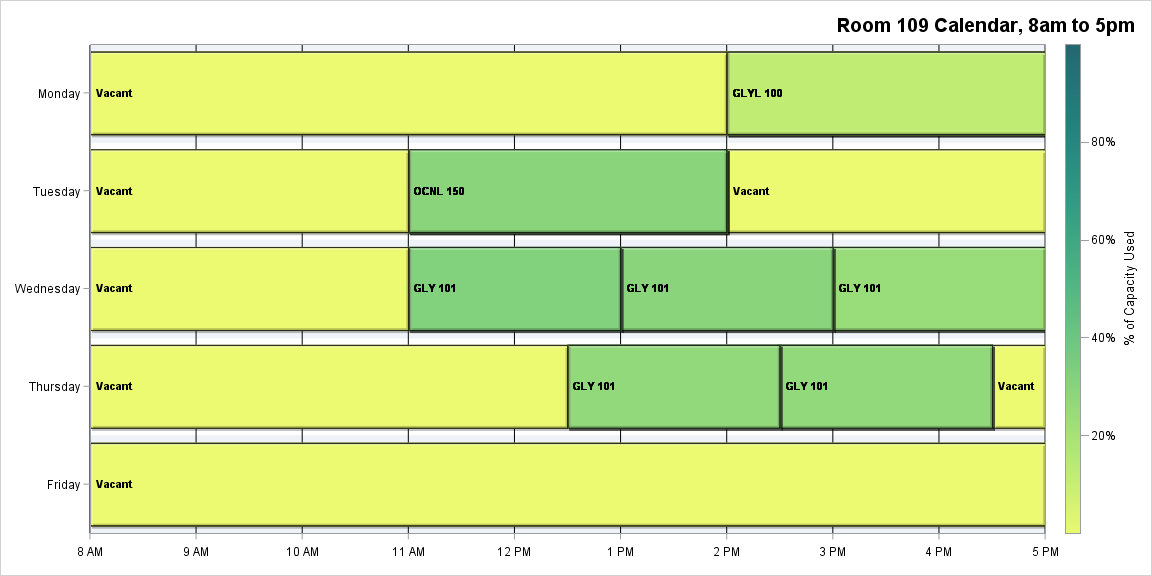 Room 109 Calendar, 8am to 5pm
Monday
Vacant
GLYL 100
Tuesday
Vacant
OCNL 150
Vacant
Wednesday
Vacant
GLY 101
GLY 101
GLY 101
Thursday
Vacant
GLY 101
GLY 101
Vacant
Friday
Vacant
8 AM
9 AM
10 AM
11 AM
12 PM
1 PM
2 PM
3 PM
4 PM
5 PM
80%
60%
40%
20%
% of Capacity Used